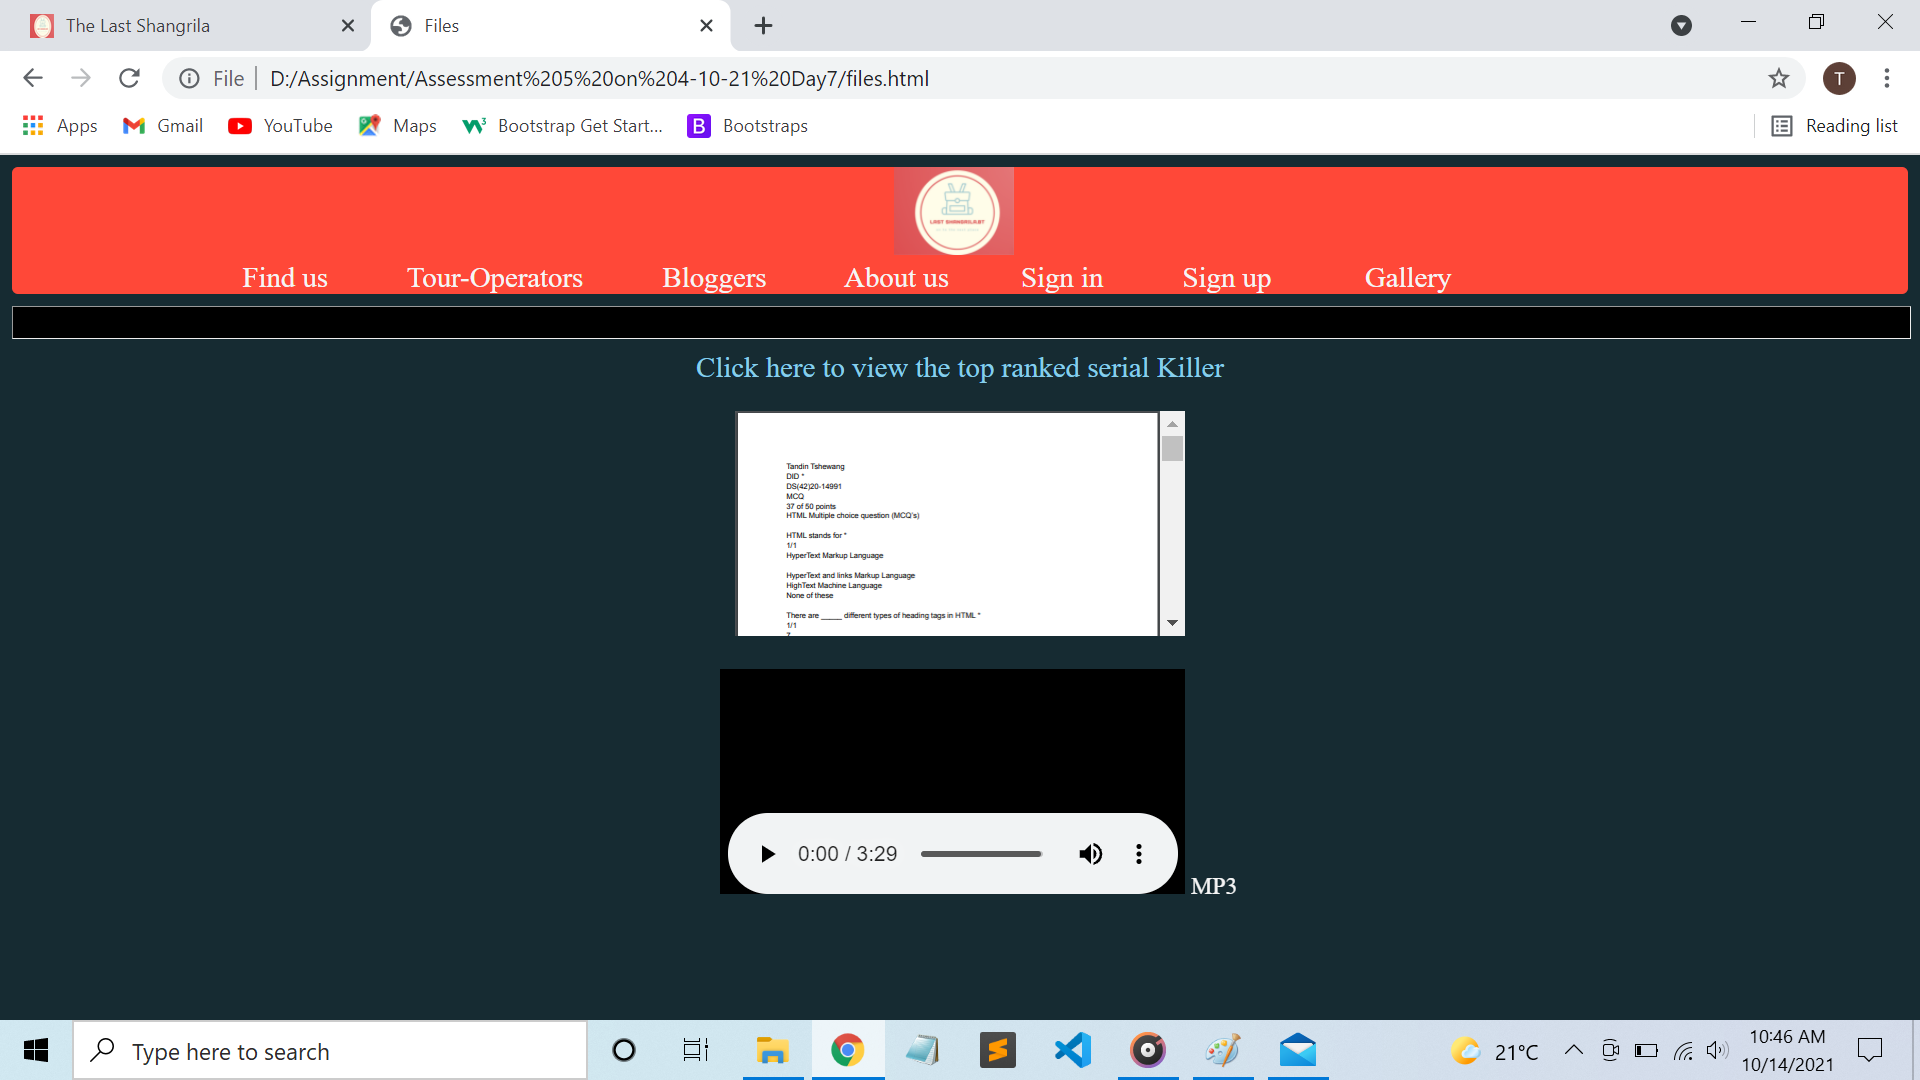 The Last Shangrila
Files
File
D:/Assignment/Assessment%205%20on%204-10-21%20Day7/files.html
T
Apps
Gmail
YouTube
Maps
Bootstrap Get Start...
Bootstraps
Reading list
LAST SHANGRILA.BT
Find us
Tour-Operators
Bloggers
About us
Sign in
Sign up
Gallery
Click here to view the top ranked serial Killer
Tandin Tshewang
DID *
DS(42)20-14991
MCQ
37 of 50 points
HTML Multiple choice question (MCQ's)
HTML stands for *
1/1
HyperText Markup Language
HyperText and links Markup Language
HighText Machine Language
None of these
There are _____ different types of heading tags in HTML *
1/1
7
0:00 / 3:29
MP3
Type here to search
21°C
10:46 AM
10/14/2021